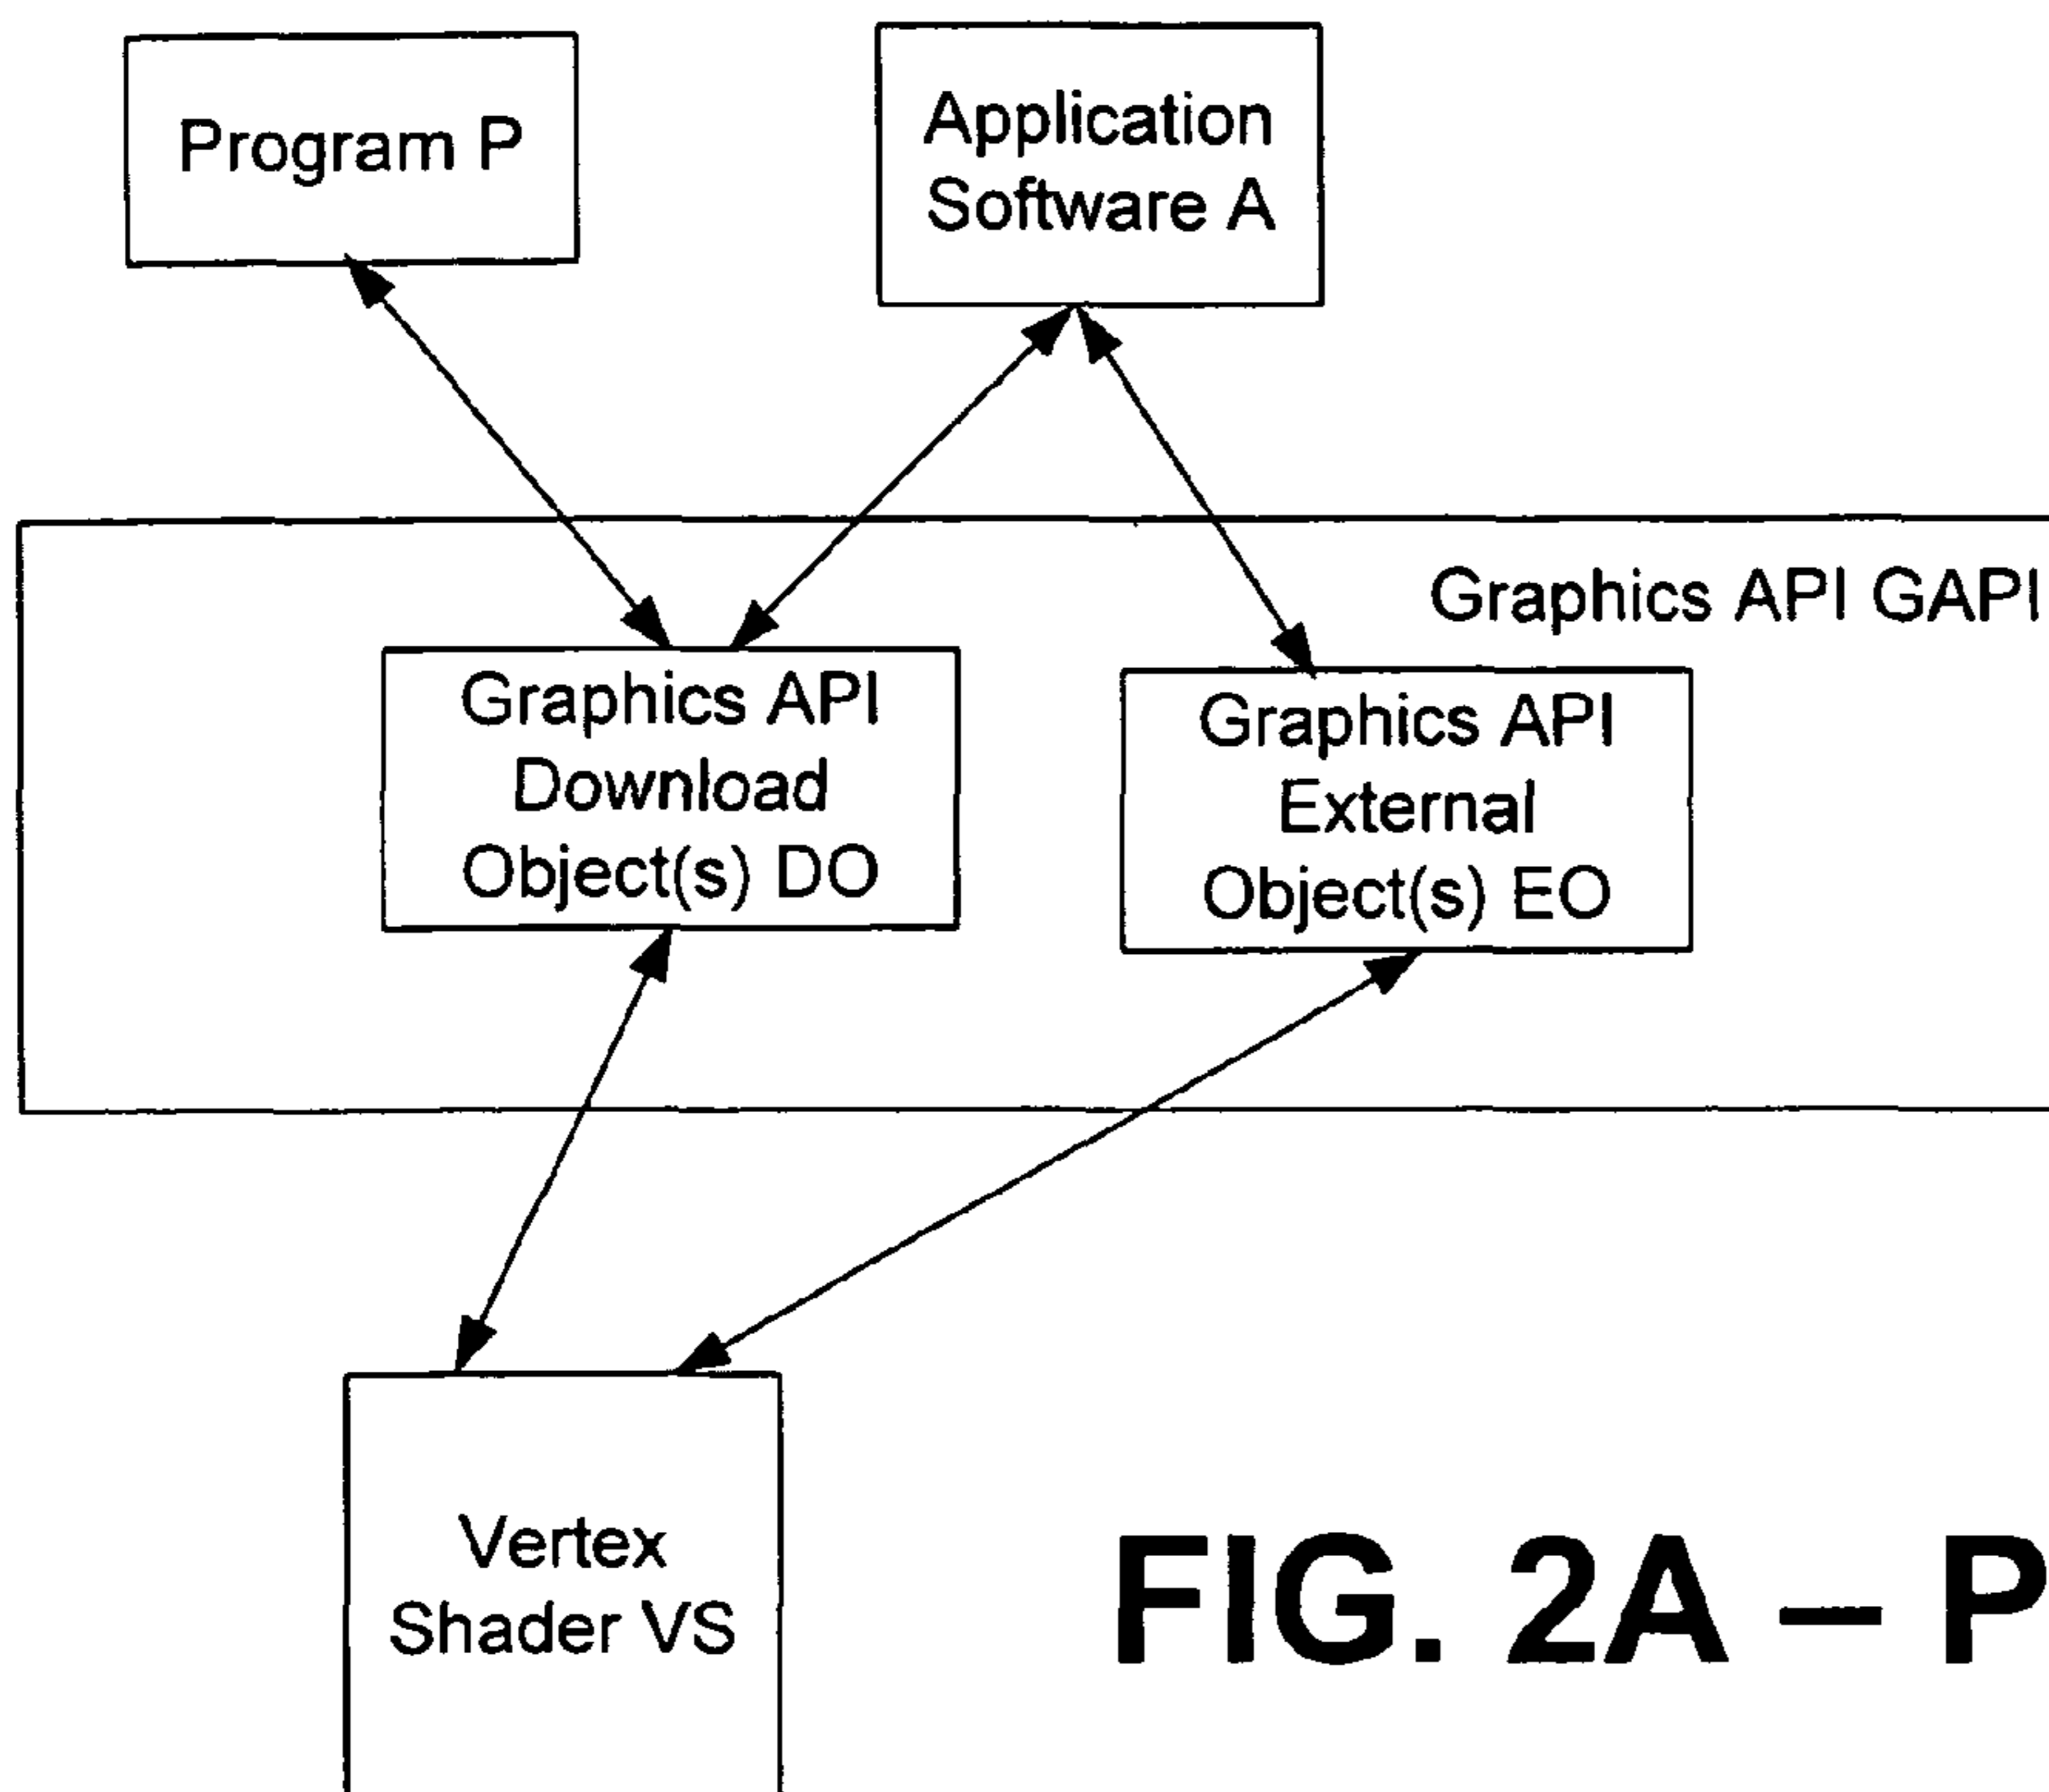 Program P
Application
Software A
Graphics API GAPI
Graphics API
Download
Object(s) DO
Graphics API
External
Object(s) EO
Vertex
Shader VS
FIG. 2A – P